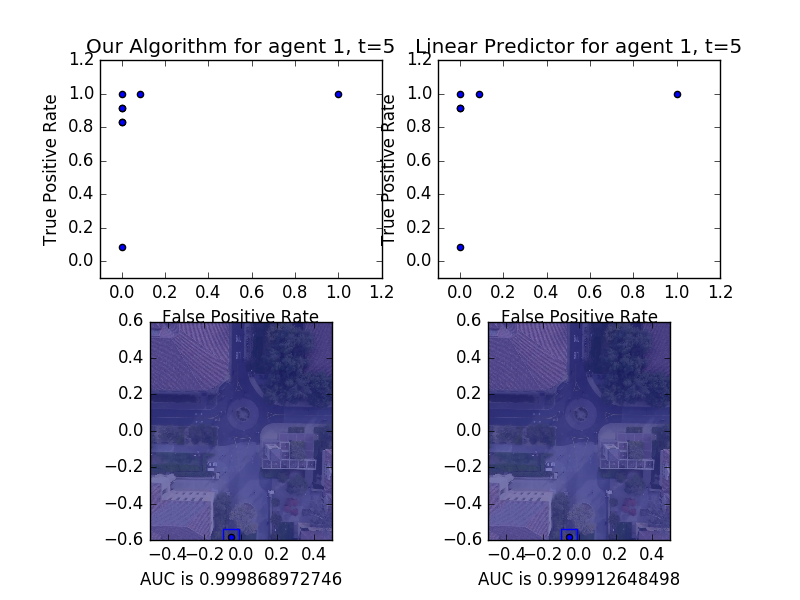 Our Algorithm for agent 1, t=5
Linear Predictor for agent 1, t=5
True Positive Rate
1.2
1.0
0.8
0.6
0.4
0.2
0.0
0.0 0.2 0.4 0.6 0.8 1.0 1.2
False Positive Rate
True Positive Rate
1.2
1.0
0.8
0.6
0.4
0.2
0.0
0.0 0.2 0.4 0.6 0.8 1.0 1.2
False Positive Rate
0.6
0.4
0.2
0.0
−0.2
−0.4
−0.6
−0.4 −0.2 0.0 0.2 0.4
AUC is 0.999868972746
0.6
0.4
0.2
0.0
−0.2
−0.4
−0.6
−0.4 −0.2 0.0 0.2 0.4
AUC is 0.999912648498